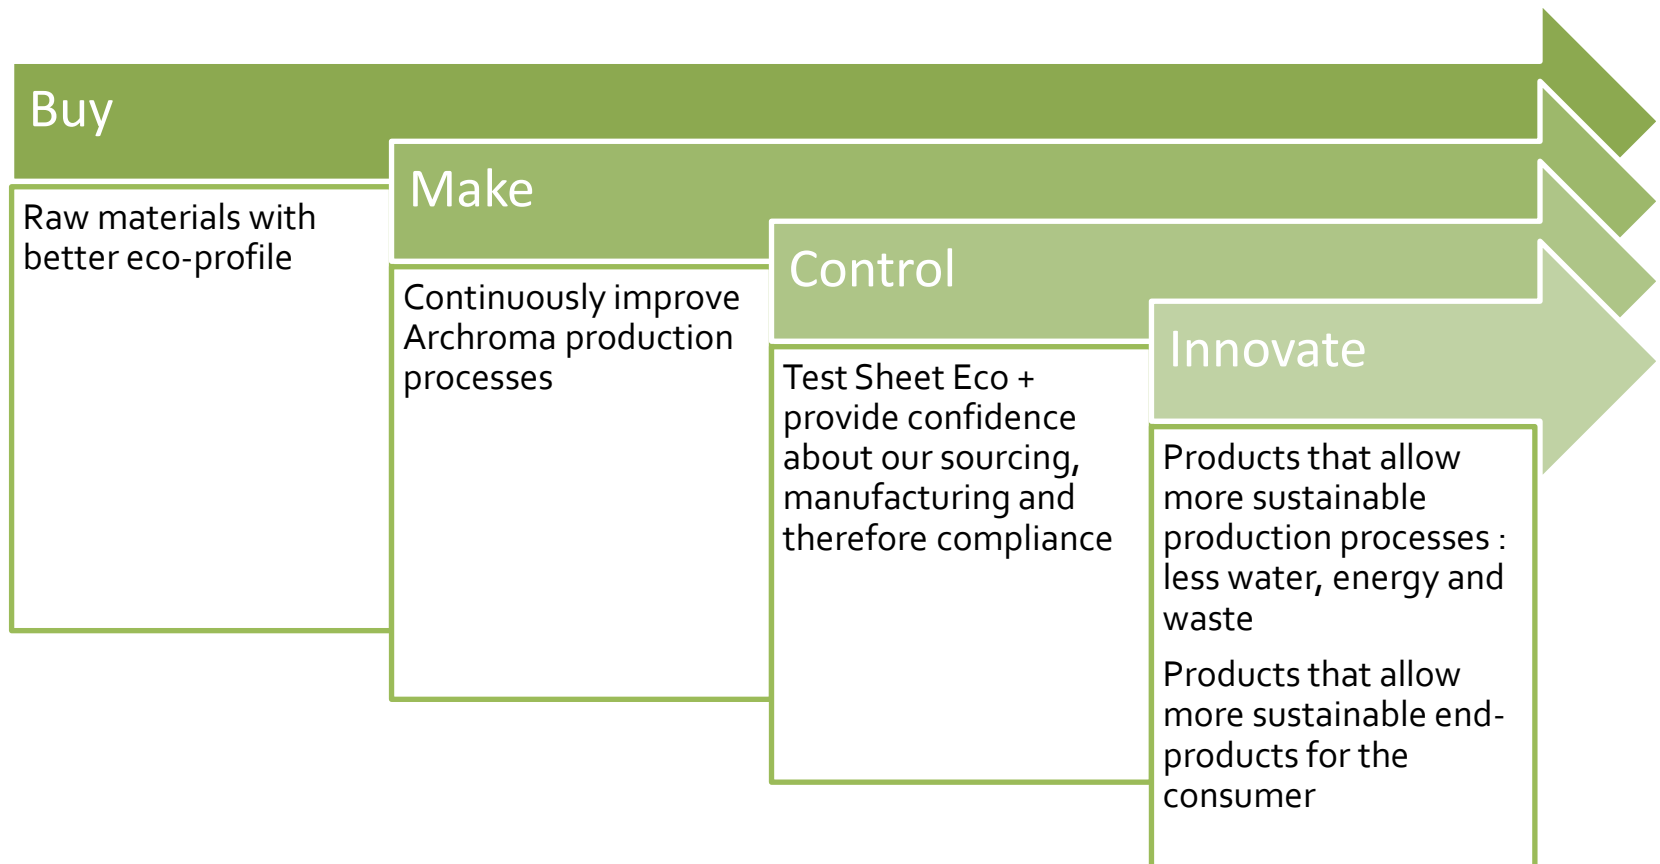 Buy
Raw materials with
better eco-profile
Make
Continuously improve
Archroma production
processes
Control
Test Sheet Eco +
provide confidence
about our sourcing,
manufacturing and
therefore compliance
Innovate
Products that allow
more sustainable
production processes :
less water, energy and
waste
Products that allow
more sustainable end-
products for the
consumer